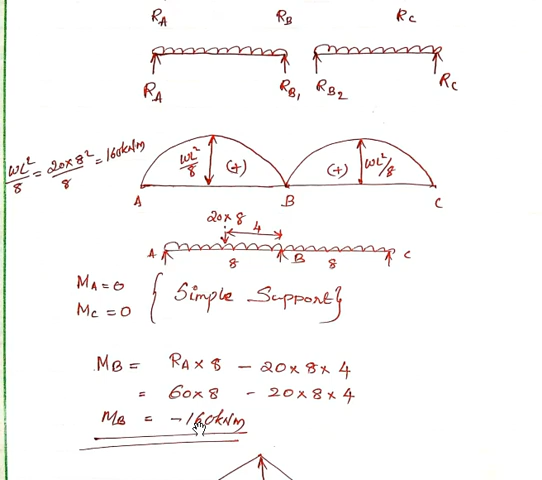 RA RB RC
RA RB1 RB2 RC
wL²/8 = 20×8²/8 = 160kNm
wL²/8 (+) (+) wL²/8
A B C
20×8
4
A B C
8 8
MA = 0
MC = 0 { Simple Support }
MB = RA × 8 - 20×8×4
= 60×8 - 20×8×4
MB = -160kNm